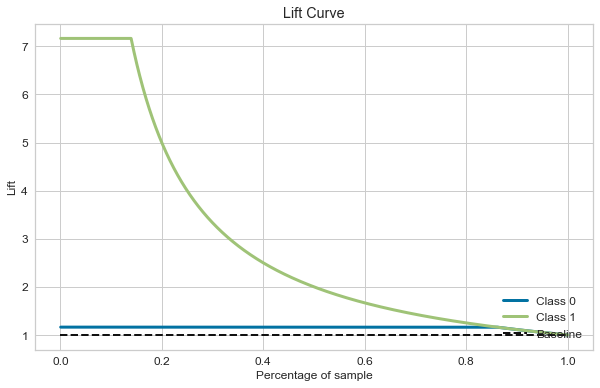 Lift Curve
Lift
7
6
5
4
3
2
1
0.0 0.2 0.4 0.6 0.8 1.0
Percentage of sample
Class 0
Class 1
Baseline